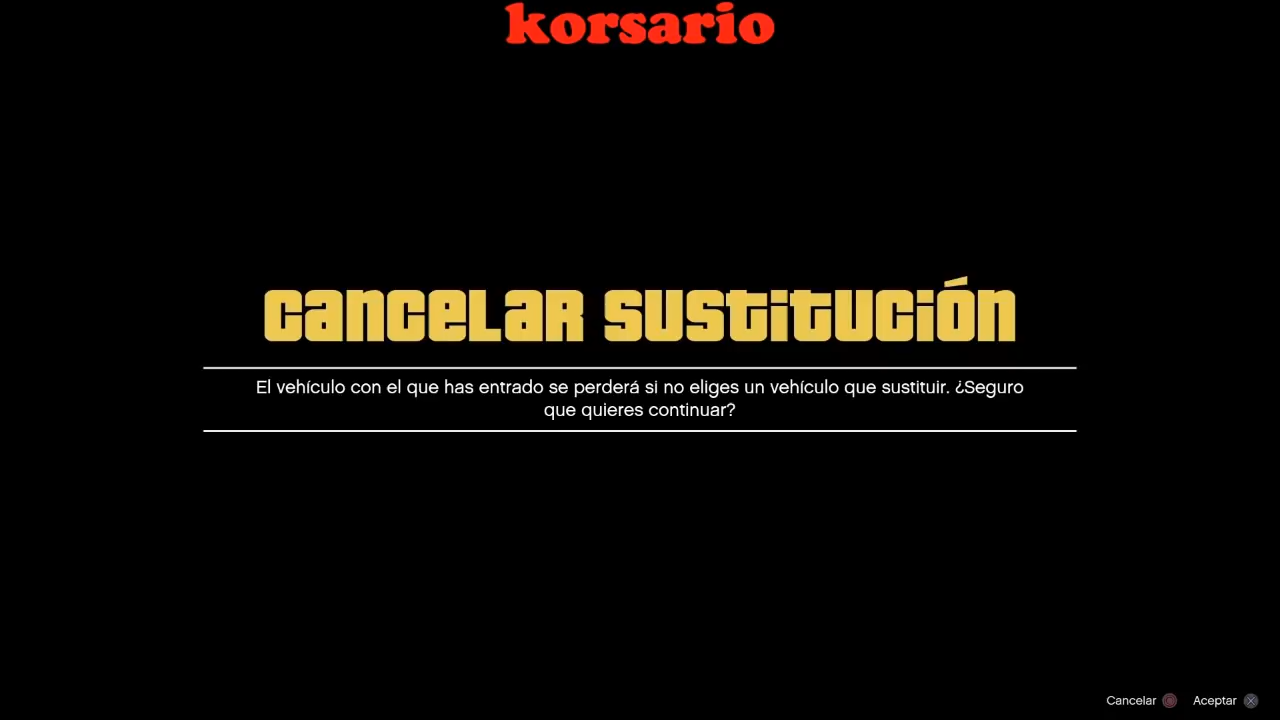 korsario
CANCELAR SUSTITUCIÓN
El vehículo con el que has entrado se perderá si no eliges un vehículo que sustituir. ¿Seguro
que quieres continuar?
Cancelar Aceptar